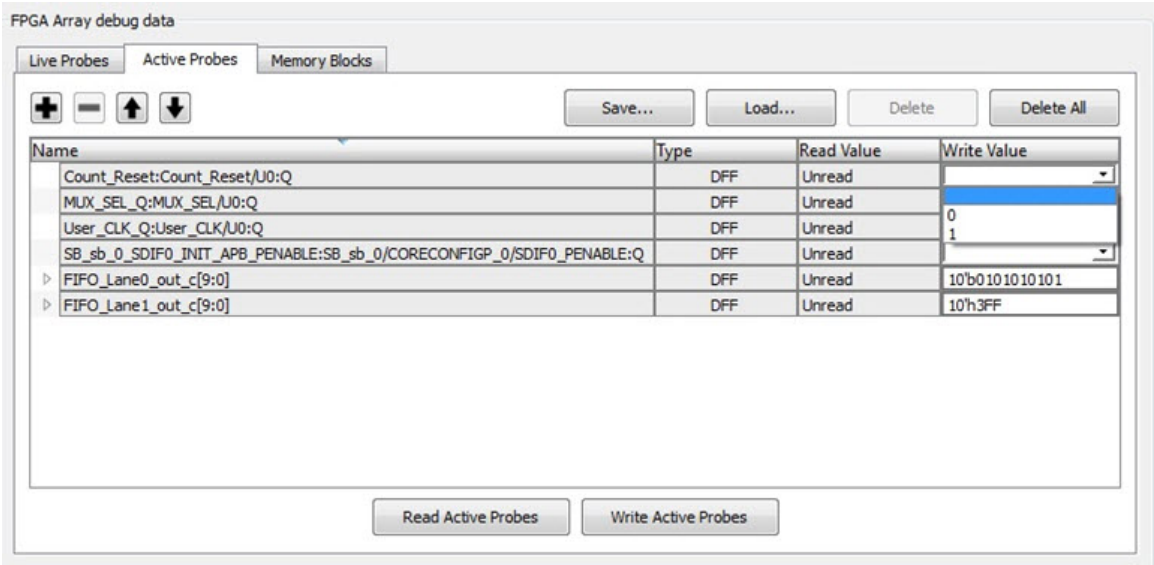 FPGA Array debug data
Live Probes Active Probes Memory Blocks
Save... Load... Delete Delete All
Name Type Read Value Write Value
Count_Reset:Count_Reset/U0:Q DFF Unread
MUX_SEL_Q:MUX_SEL/U0:Q DFF Unread
User_CLK_Q:User_CLK/U0:Q DFF Unread 0
1
SB_sb_0_SDIF0_INIT_APB_PENABLE:SB_sb_0/CORECONFIGP_0/SDIF0_PENABLE:Q DFF Unread
FIFO_Lane0_out_c[9:0] DFF Unread 10'b0101010101
FIFO_Lane1_out_c[9:0] DFF Unread 10'h3FF
Read Active Probes Write Active Probes